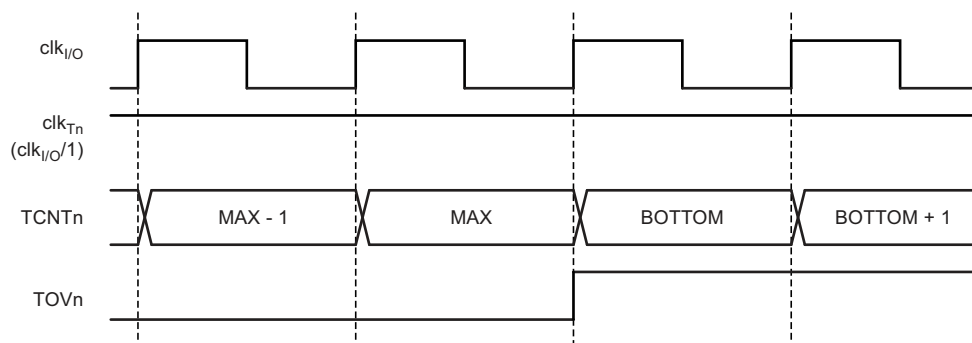 clkI/O
clkTn
(clkI/O/1)
TCNTn MAX - 1 MAX BOTTOM BOTTOM + 1
TOVn